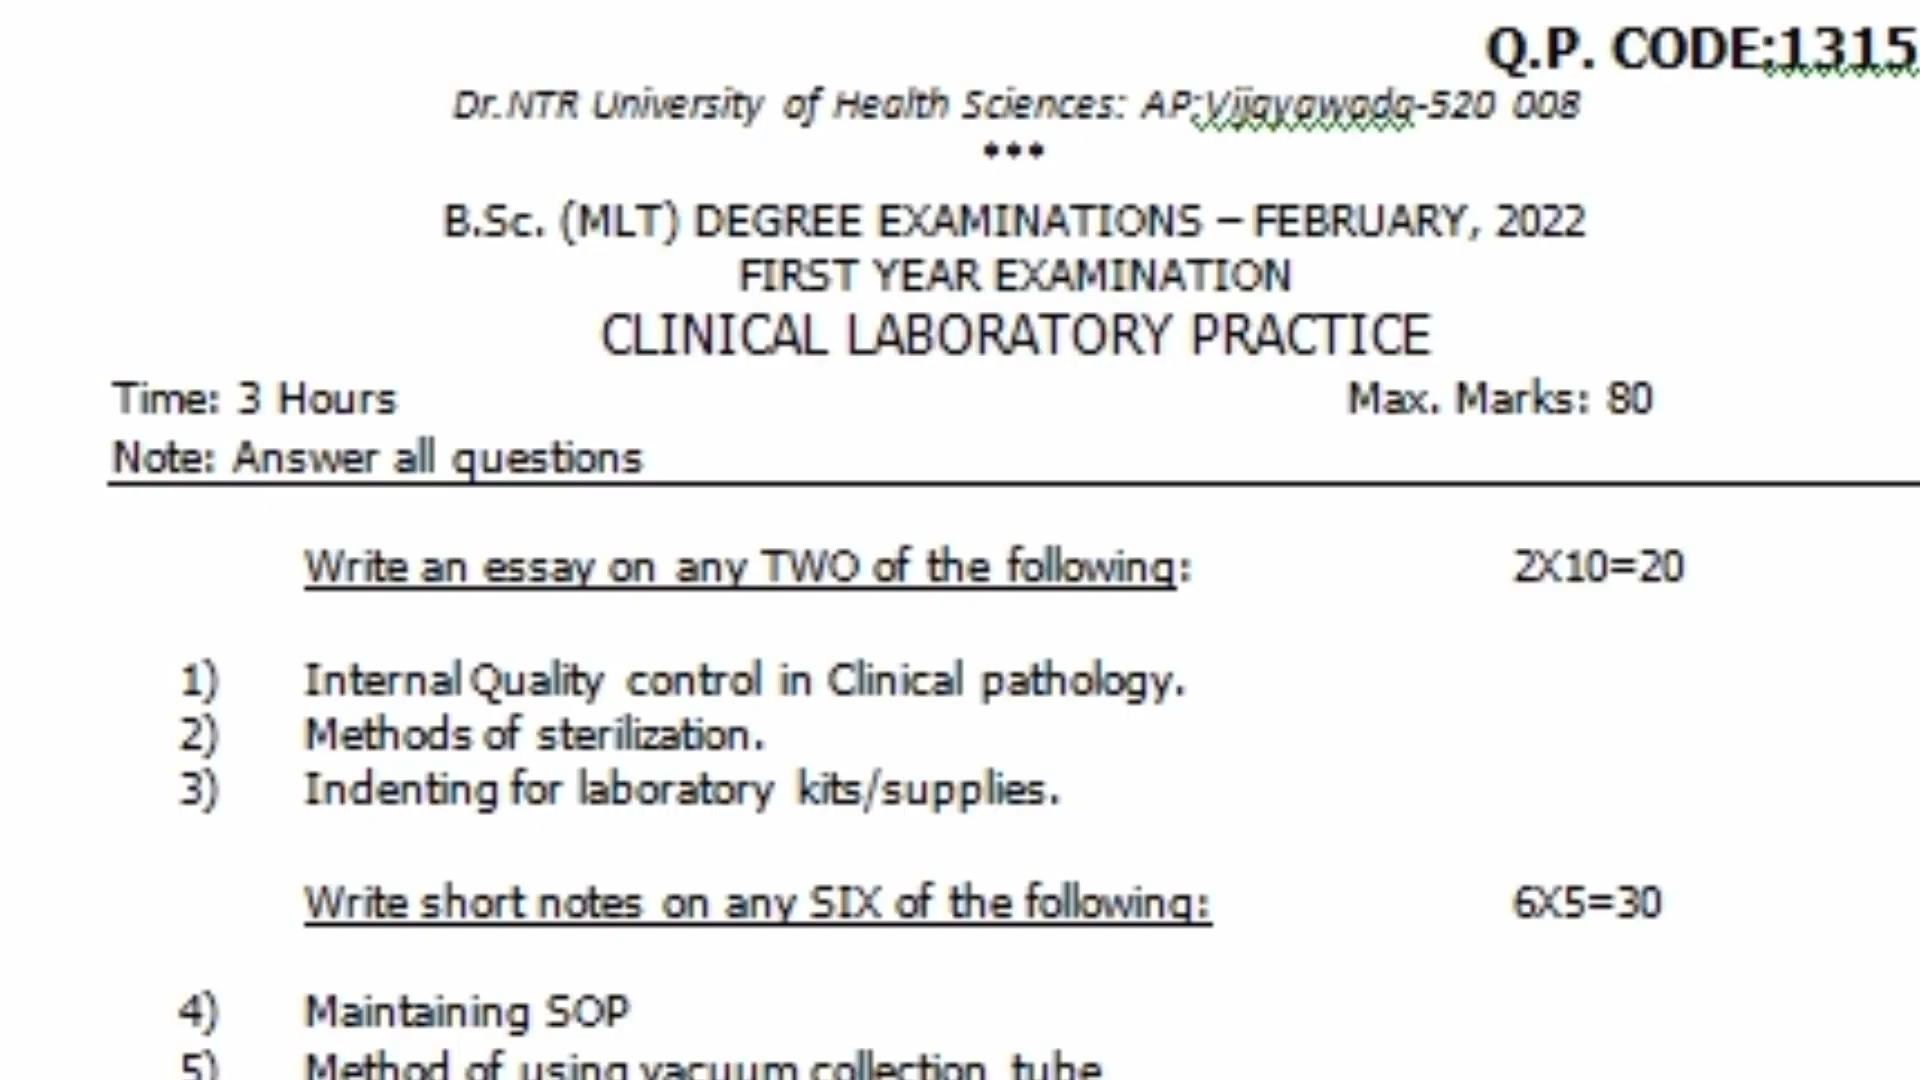 Q.P. CODE:1315
Dr.NTR University of Health Sciences: AP:Vijayawada-520 008
•••
B.Sc. (MLT) DEGREE EXAMINATIONS – FEBRUARY, 2022
FIRST YEAR EXAMINATION
CLINICAL LABORATORY PRACTICE
Time: 3 Hours Max. Marks: 80
Note: Answer all questions
Write an essay on any TWO of the following: 2X10=20
1) Internal Quality control in Clinical pathology.
2) Methods of sterilization.
3) Indenting for laboratory kits/supplies.
Write short notes on any SIX of the following: 6X5=30
4) Maintaining SOP
5) Method of using vacuum collection tube